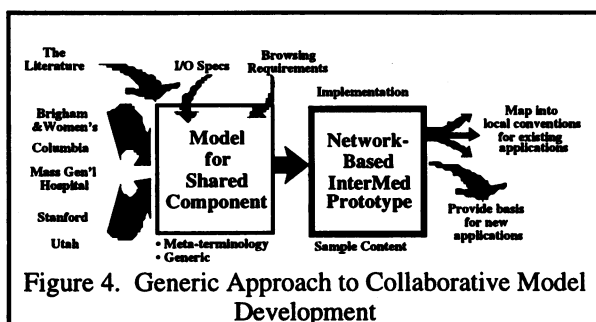 The
Literature
I/O Specs
Browsing
Requirements
Brigham
&Women's
Columbia
Mass Gen'l
Hospital
Stanford
Utah
Model
for
Shared
Component
• Meta-terminology
• Generic
Implementation
Network-
Based
InterMed
Prototype
Sample Content
Map into
local conventions
for existing
applications
Provide basis
for new
applications
Figure 4. Generic Approach to Collaborative Model
Development